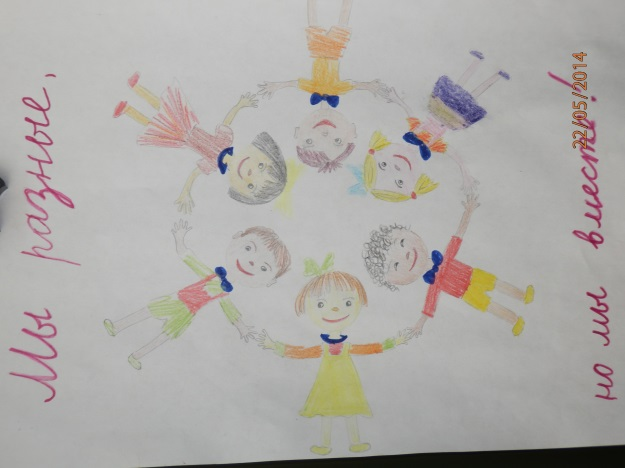 Мы разные,
но мы вместе!
22/05/2014